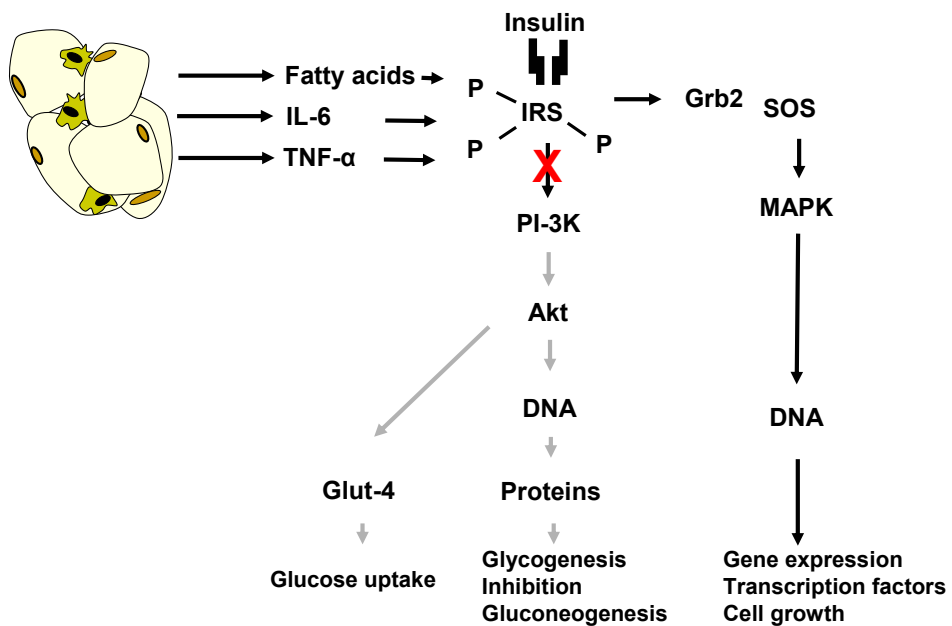 Insulin
Fatty acids
P
IRS
Grb2
SOS
IL-6
TNF-α
P
P
X
PI-3K
MAPK
Akt
DNA
DNA
Glut-4
Proteins
Glucose uptake
Glycogenesis
Inhibition
Gluconeogenesis
Gene expression
Transcription factors
Cell growth